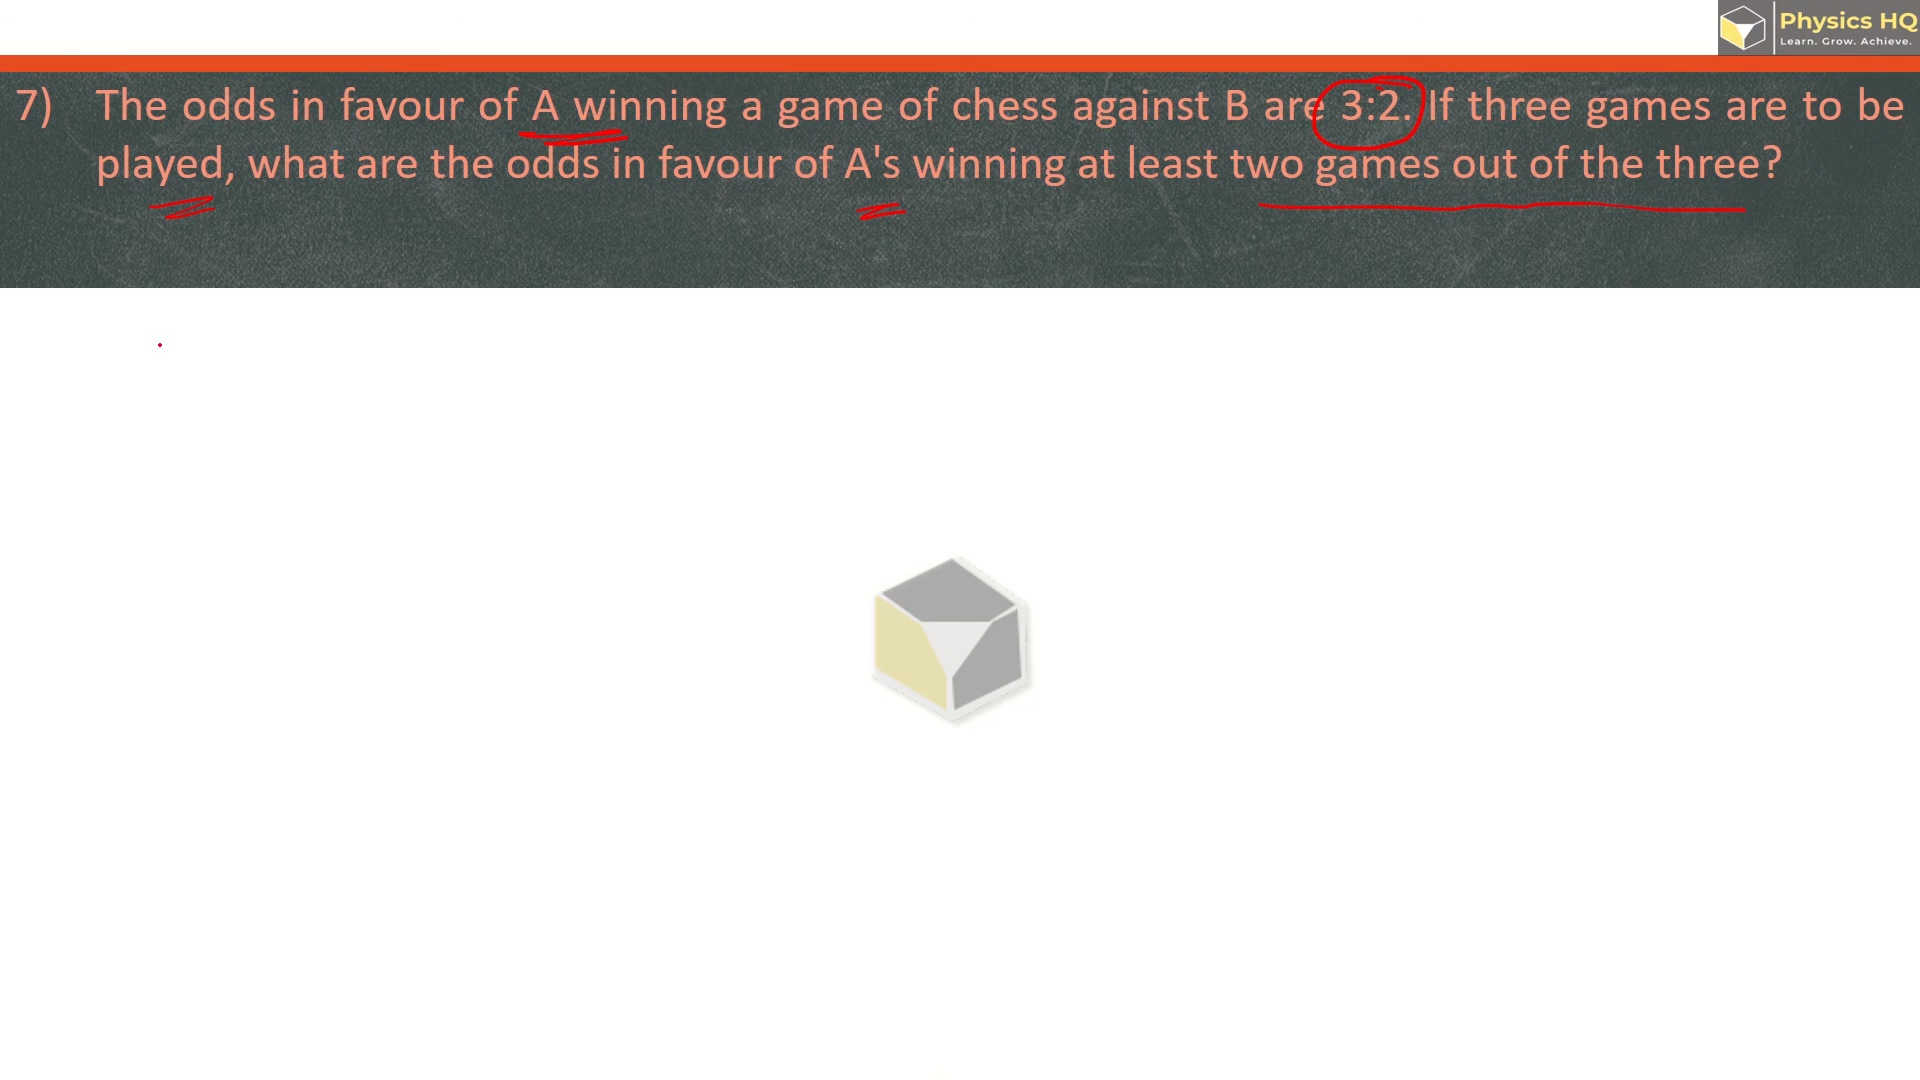 Physics HQ
Learn. Grow. Achieve.
7) The odds in favour of A winning a game of chess against B are 3:2. If three games are to be
played, what are the odds in favour of A's winning at least two games out of the three?